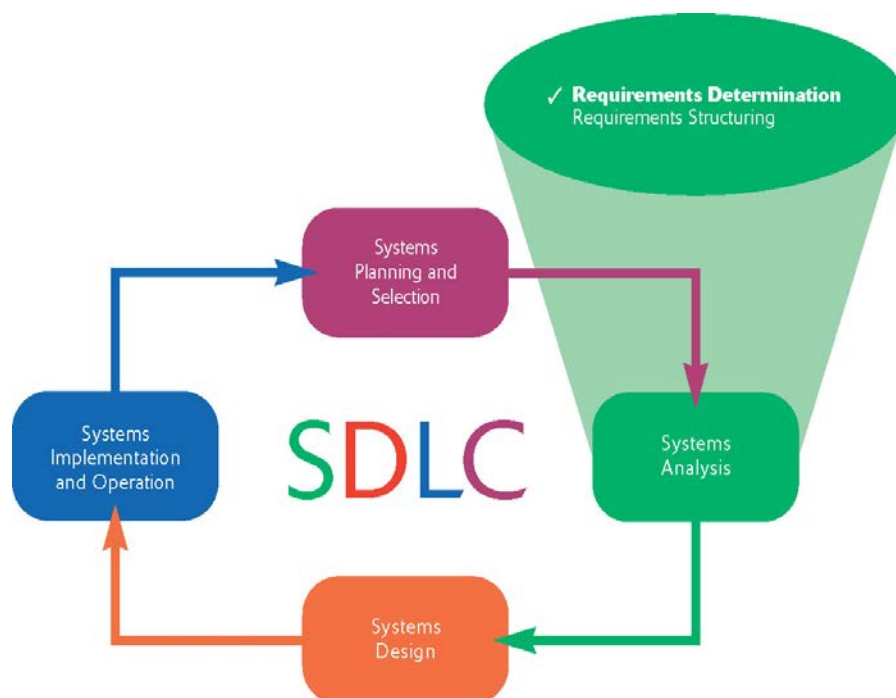 ✓ Requirements Determination
Requirements Structuring
Systems
Planning and
Selection
Systems
Implementation
and Operation
SDLC
Systems
Analysis
Systems
Design